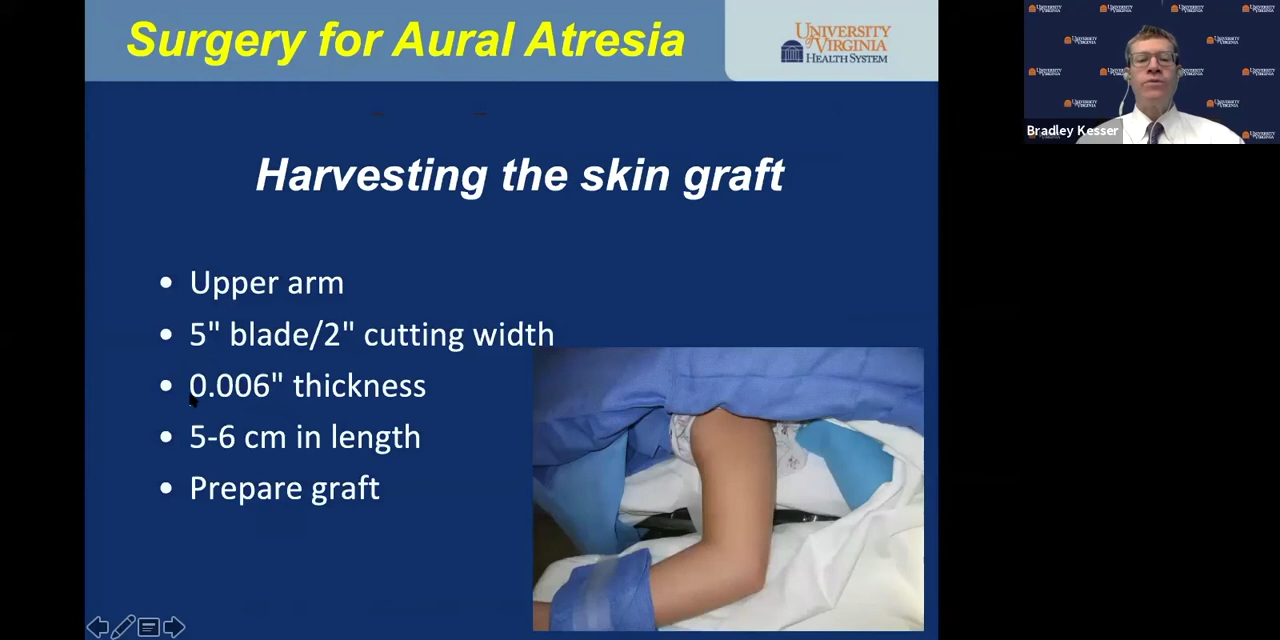 Surgery for Aural Atresia
UNIVERSITY
of VIRGINIA
HEALTH SYSTEM
Harvesting the skin graft
• Upper arm
• 5" blade/2" cutting width
• 0.006" thickness
• 5-6 cm in length
• Prepare graft
Bradley Kesser